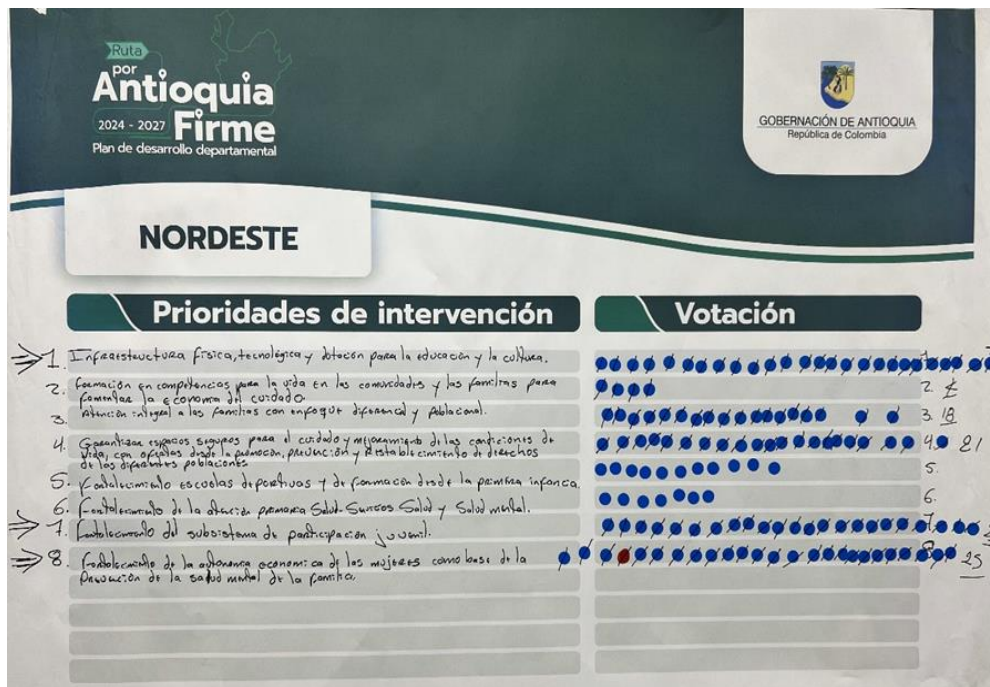 Ruta
por
Antioquia
2024 - 2027 Firme
Plan de desarrollo departamental
GOBERNACIÓN DE ANTIOQUIA
República de Colombia
NORDESTE
Prioridades de intervención
Votación
1. Infraestructura física, tecnológica y dotación para la educación y la cultura.
2. formación en competencias para la vida en las comunidades y las familias para
fomentar la economía del cuidado.
2.
3. Atención integral a las familias con enfoque diferencial y poblacional.
3. 18
4. Garantizar espacios seguros para el cuidado y mejoramiento de las condiciones de
vida, con ofertas desde la promoción, prevención y restablecimiento de derechos
de las diferentes poblaciones.
4. 21
5. Fortalecimiento escuelas deportivas y de formación desde la primera infancia.
5.
6. Fortalecimiento de la atención primaria Salud- Salud y Salud mental.
6.
7. Fortalecimiento del subsistema de participación juvenil.
7.
8. Fortalecimiento de la autonomía economica de las mujeres como base de la
Prevención de la salud mental de la familia.
25